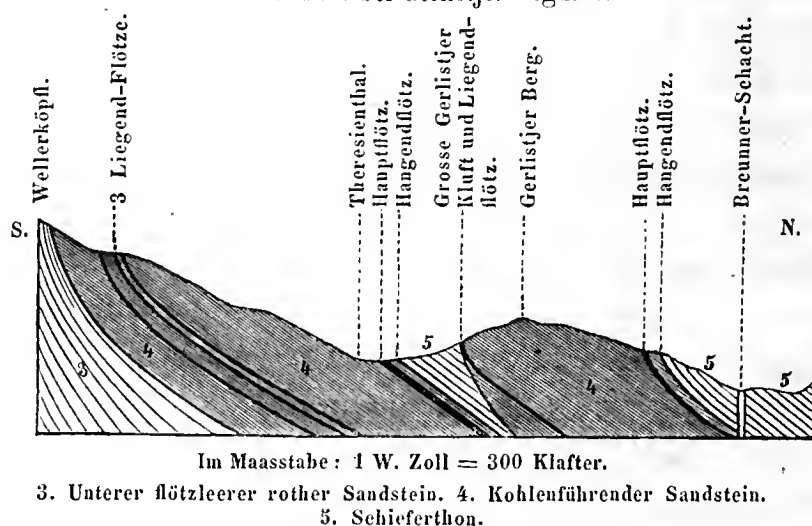 Wellerköpfl.
3 Liegend-Flötze.
Theresienthal.
Hauptflötz.
Hangendflötz.
Grosse Gerlistjer
Kluft und Liegend-
flötz.
Gerlistjer Berg.
Hauptflötz.
Hangendflötz.
Breunner-Schacht.
S.
N.
3
4
4
5
4
5
5
Im Maasstabe: 1 W. Zoll = 300 Klafter.
3. Unterer flötzleerer rother Sandstein. 4. Kohlenführender Sandstein.
5. Schieferthon.